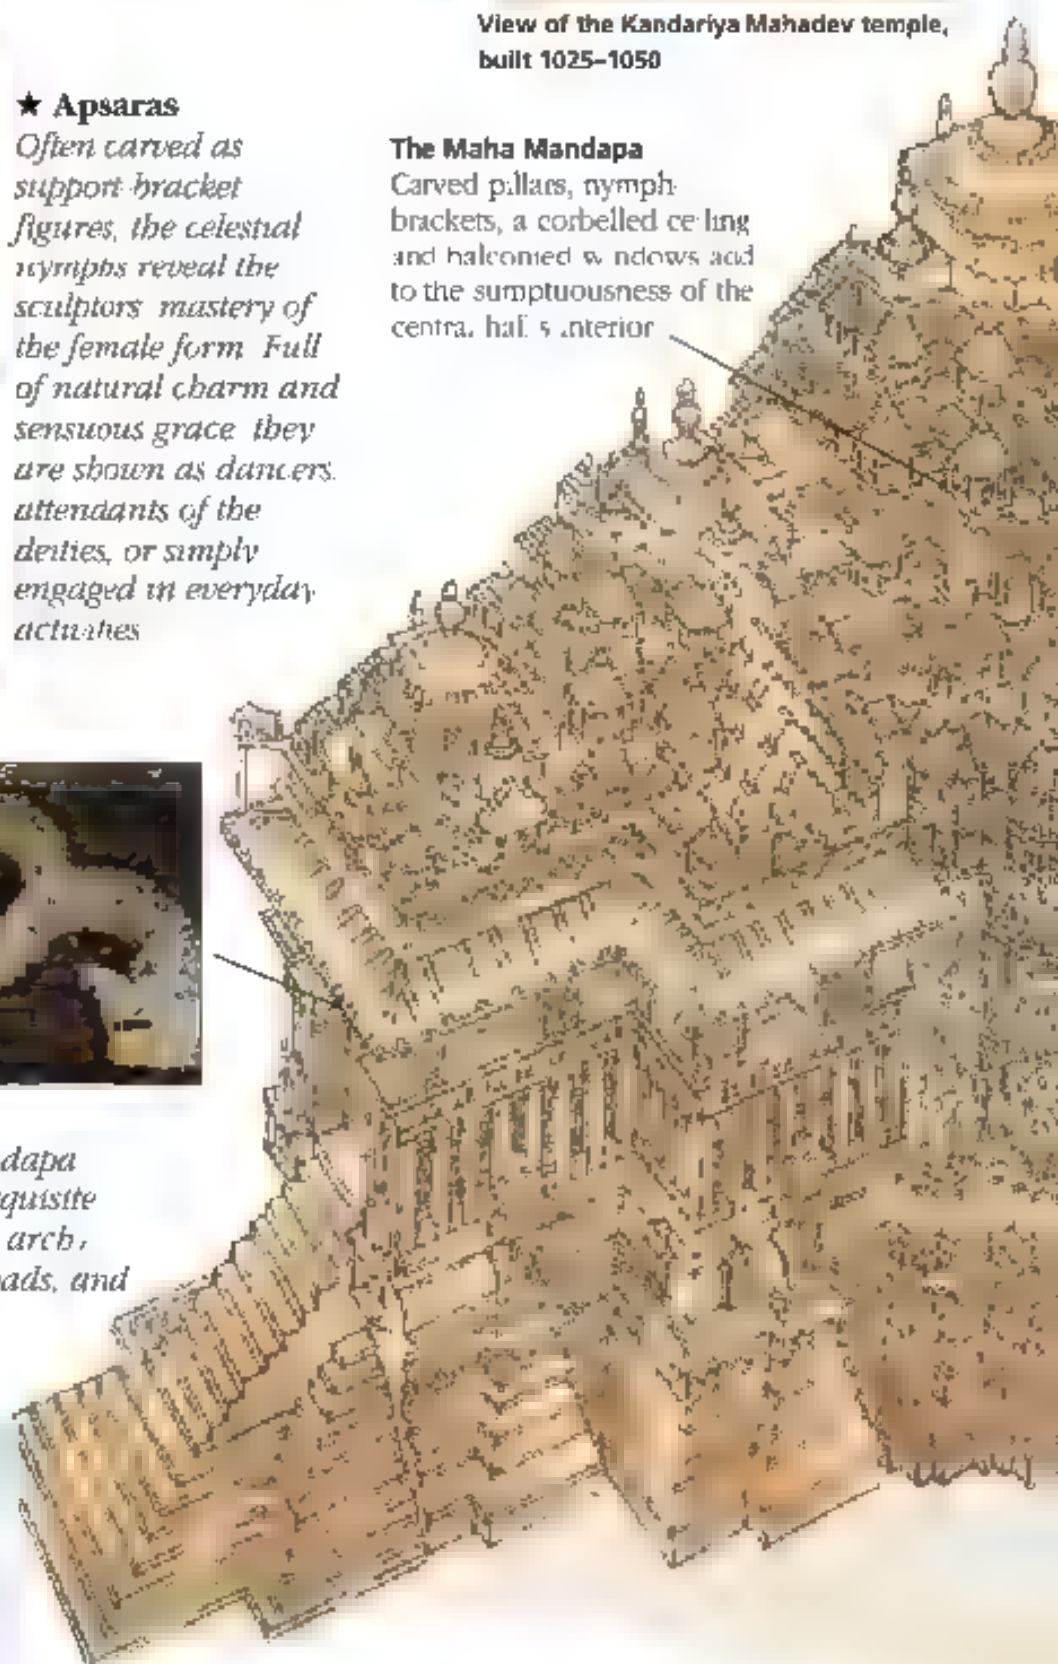 View of the Kandariya Mahadev temple,
built 1025–1050
★ Apsaras
Often carved as
support bracket
figures, the celestial
nymphs reveal the
sculptors mastery of
the female form Full
of natural charm and
sensuous grace they
are shown as dancers,
attendants of the
deities, or simply
engaged in everyday
activities
The Maha Mandapa
Carved pillars, nymph
brackets, a corbelled ceiling
and balconied windows add
to the sumptuousness of the
central hall s interior
dapa
quisite
arch
ads, and